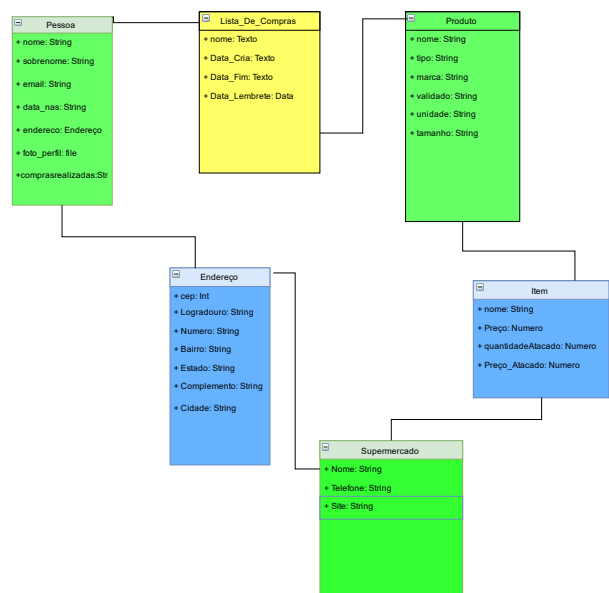 Pessoa
+ nome: String
+ sobrenome: String
+ email: String
+ data_nas: String
+ endereco: Endereço
+ foto_perfil: file
+comprasrealizadas:Str
Lista_De_Compras
+ nome: Texto
+ Data_Cria: Texto
+ Data_Fim: Texto
+ Data_Lembrete: Data
Produto
+ nome: String
+ tipo: String
+ marca: String
+ validado: String
+ unidade: String
+ tamanho: String
Endereço
+ cep: Int
+ Logradouro: String
+ Numero: String
+ Bairro: String
+ Estado: String
+ Complemento: String
+ Cidade: String
Item
+ nome: String
+ Preço: Numero
+ quantidadeAtacado: Numero
+ Preço_Atacado: Numero
Supermercado
+ Nome: String
+ Telefone: String
+ Site: String